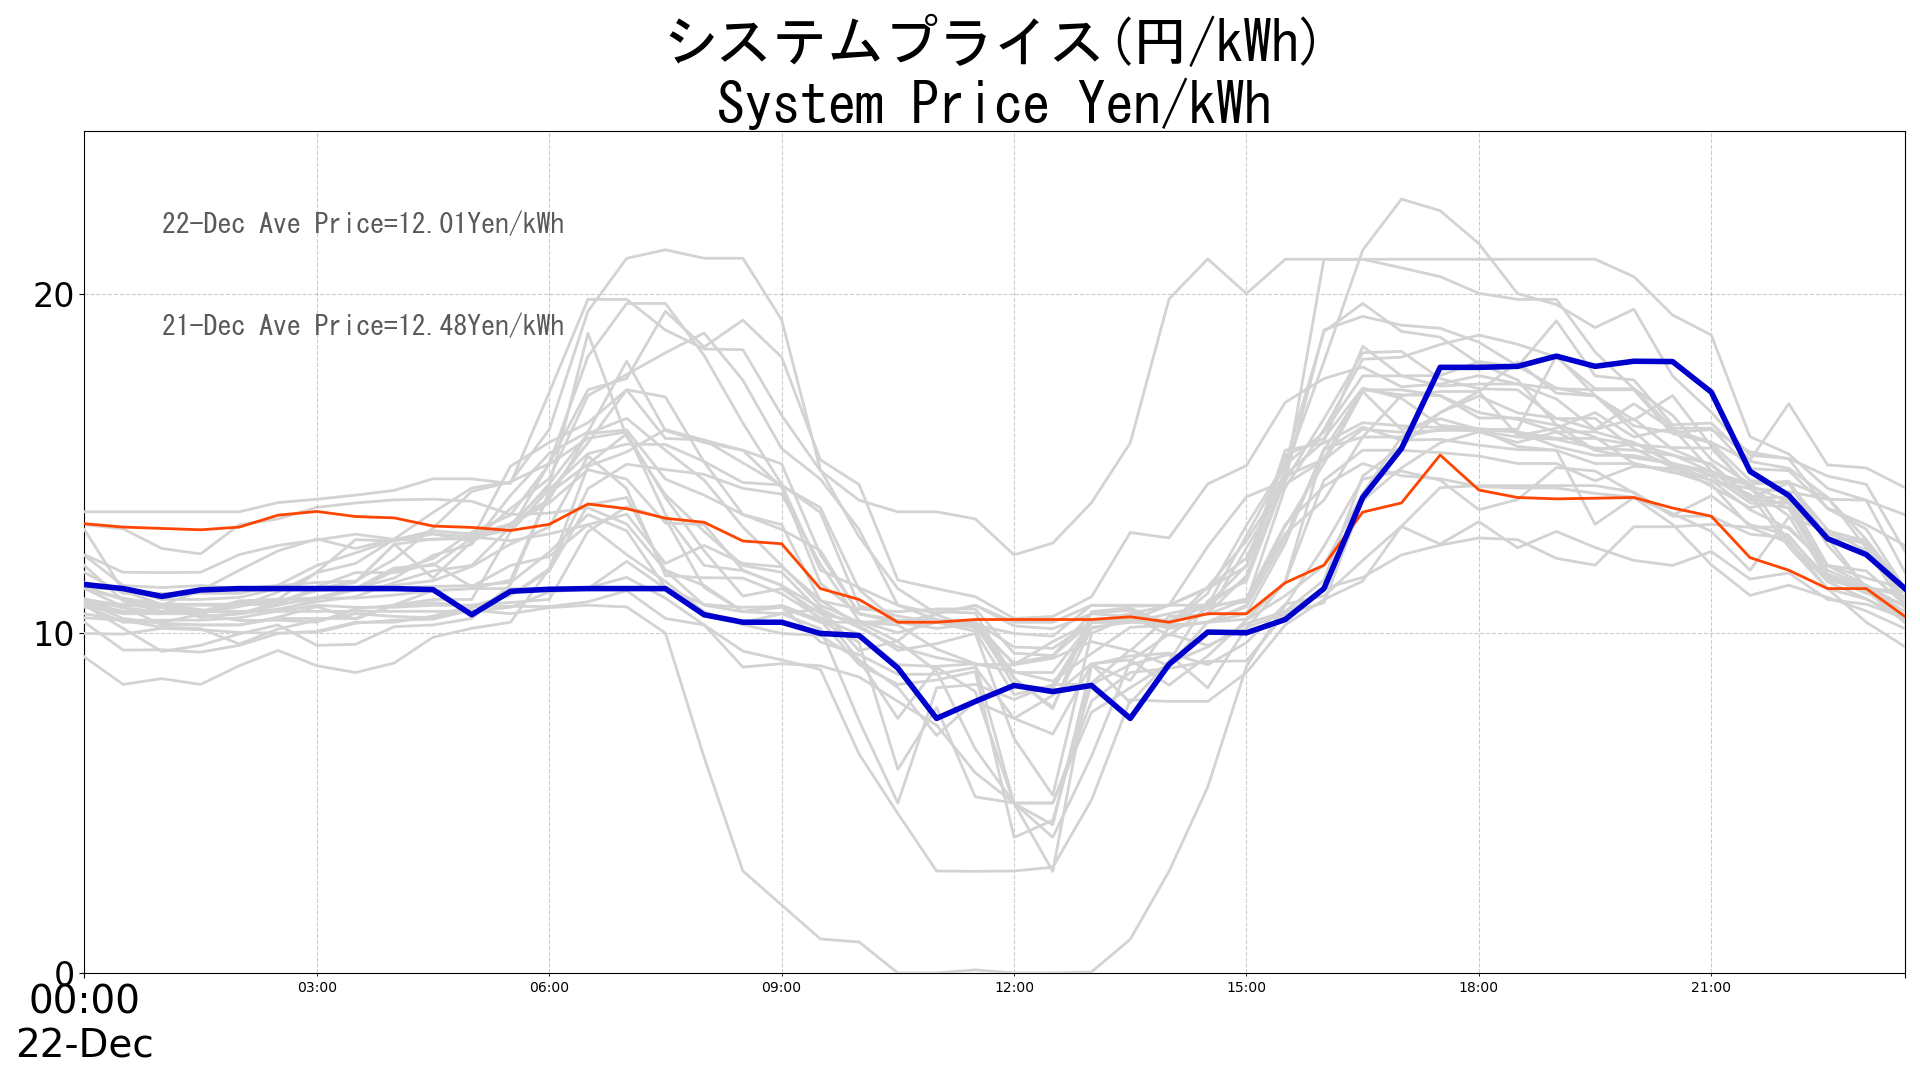 システムプライス(円/kWh)
System Price Yen/kWh
22-Dec Ave Price=12.01Yen/kWh
21-Dec Ave Price=12.48Yen/kWh
20
10
0
00:00 03:00 06:00 09:00 12:00 15:00 18:00 21:00
22-Dec